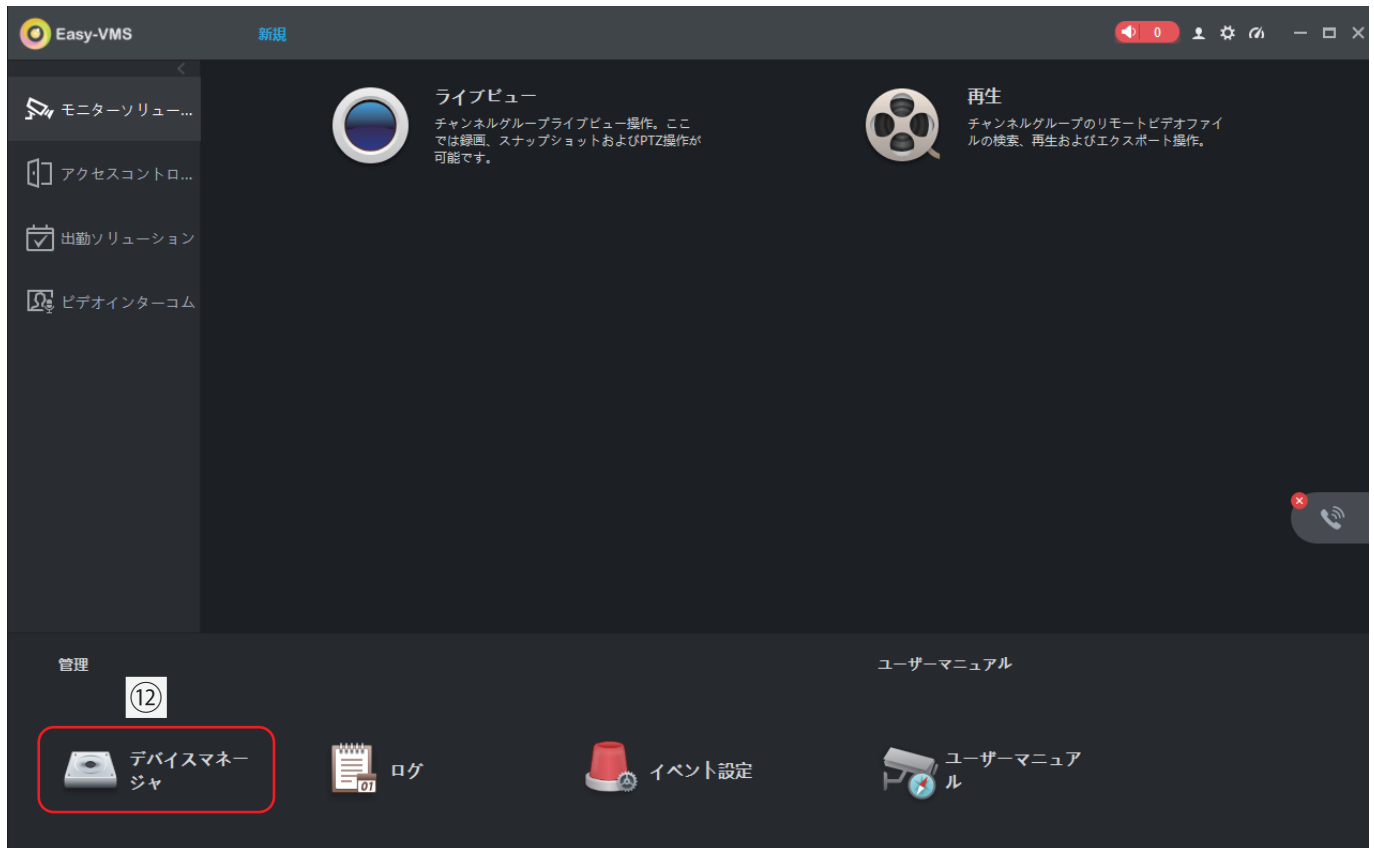 Easy-VMS
新規
0
モニターソリュー...
アクセスコントロ...
出勤ソリューション
ビデオインターコム
ライブビュー
チャンネルグループライブビュー操作。ここ
では録画、スナップショットおよびPTZ操作が
可能です。
再生
チャンネルグループのリモートビデオファイ
ルの検索、再生およびエクスポート操作。
管理
ユーザーマニュアル
⑫
デバイスマネー
ジャ
01
ログ
イベント設定
ユーザーマニュア
ル